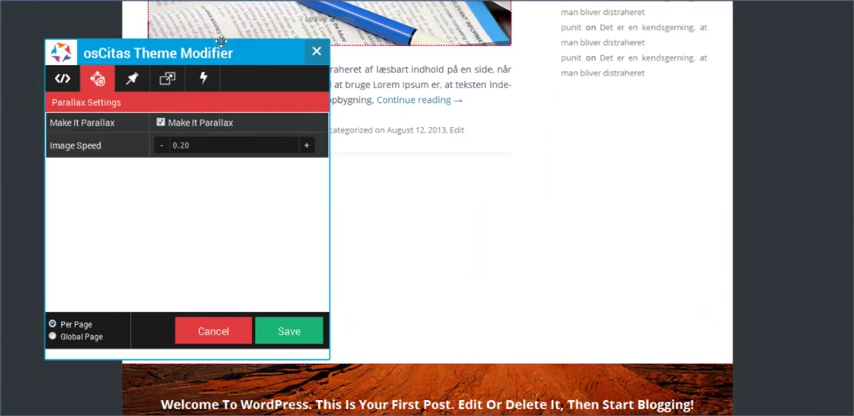 Leave
osCitas Theme Modifier
Parallax Settings
Make It Parallax
Make It Parallax
Image Speed
- 0.20 +
Per Page
Global Page
Cancel
Save
raheret af læsbart indhold på en side, når
at bruge Lorem Ipsum er, at teksten inde-
pbygning. Continue reading →
categorized on August 12, 2013. Edit
man bliver distraheret
punit on Det er en kendsgerning, at
man bliver distraheret
punit on Det er en kendsgerning, at
man bliver distraheret
Welcome To WordPress. This Is Your First Post. Edit Or Delete It, Then Start Blogging!